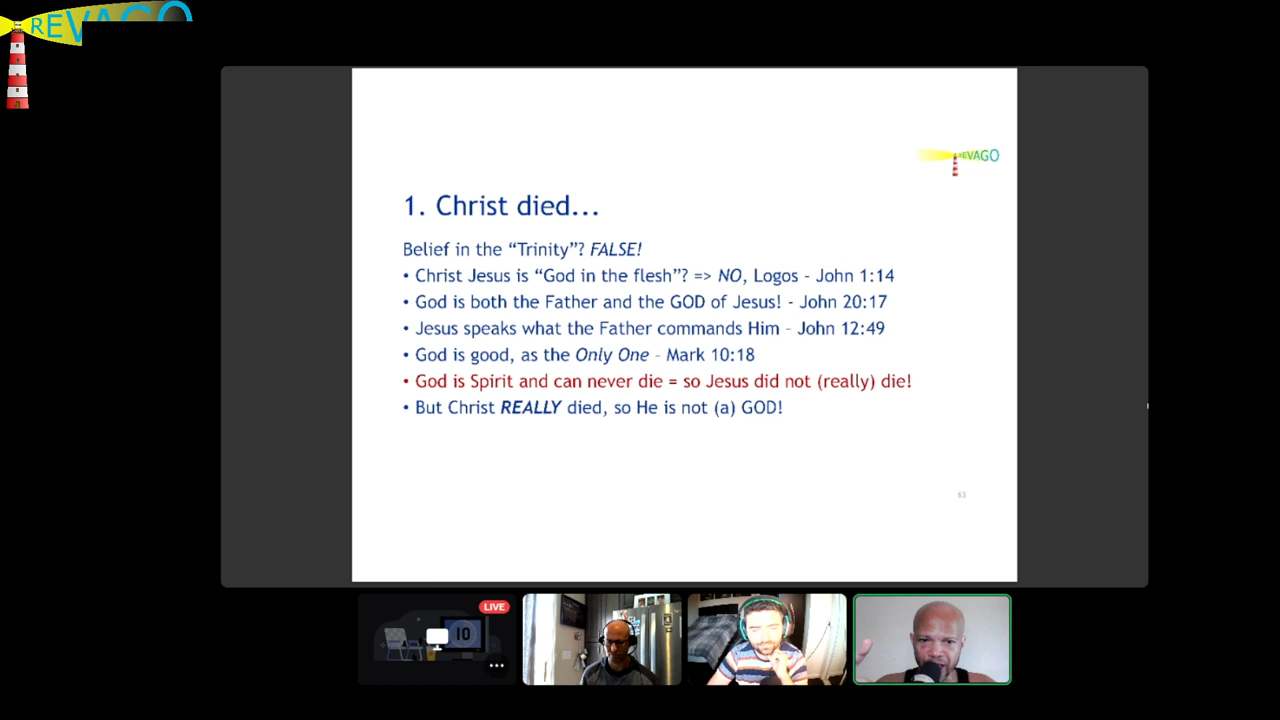 REVAGO
REVAGO
1. Christ died...
Belief in the “Trinity”? FALSE!
• Christ Jesus is “God in the flesh”? => NO, Logos - John 1:14
• God is both the Father and the GOD of Jesus! - John 20:17
• Jesus speaks what the Father commands Him – John 12:49
• God is good, as the Only One – Mark 10:18
• God is Spirit and can never die = so Jesus did not (really) die!
• But Christ REALLY died, so He is not (a) GOD!
63
LIVE
10